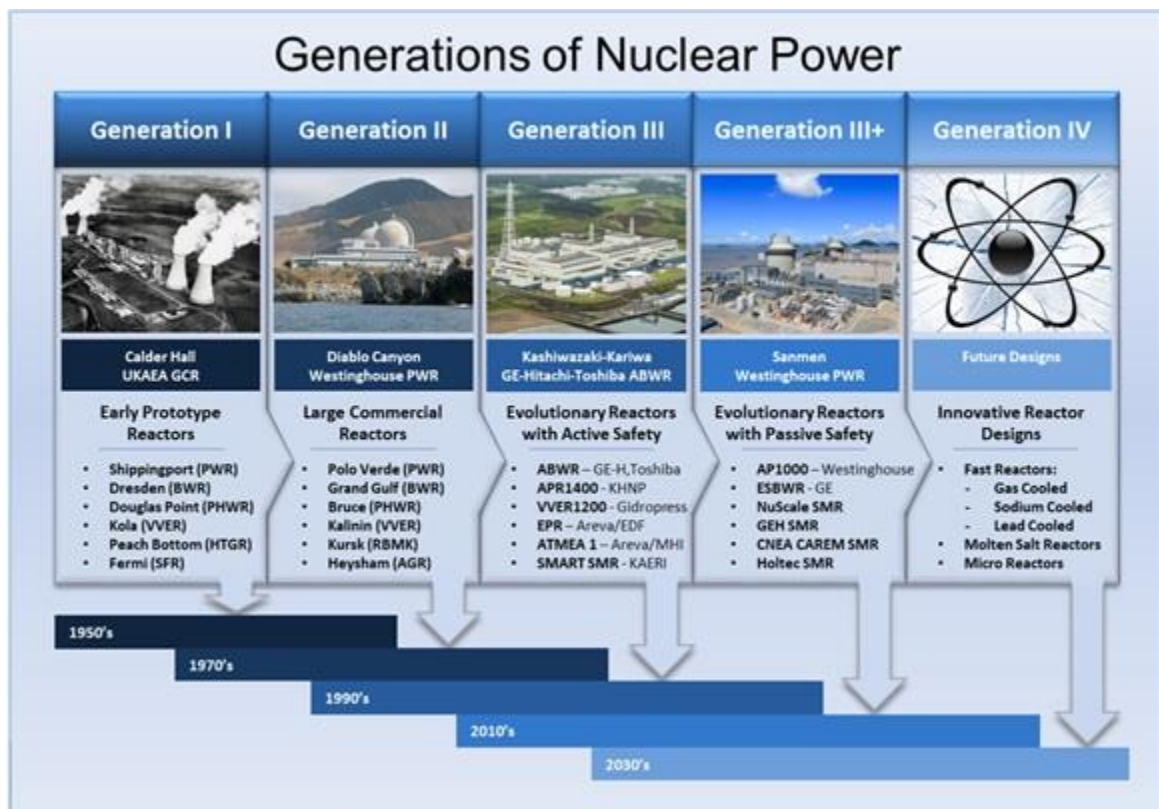 Generations of Nuclear Power
Generation I
Generation II
Generation III
Generation III+
Generation IV
Calder Hall
UKAEA GCR
Diablo Canyon
Westinghouse PWR
Kashiwazaki-Kariwa
GE-Hitachi-Toshiba ABWR
Sanmen
Westinghouse PWR
Future Designs
Early Prototype
Reactors
• Shippingport (PWR)
• Dresden (BWR)
• Douglas Point (PHWR)
• Kola (VVER)
• Peach Bottom (HTGR)
• Fermi (SFR)
Large Commercial
Reactors
• Polo Verde (PWR)
• Grand Gulf (BWR)
• Bruce (PHWR)
• Kalinin (VVER)
• Kursk (RBMK)
• Heysham (AGR)
Evolutionary Reactors
with Active Safety
• ABWR – GE-H,Toshiba
• APR1400 - KHNP
• VVER1200 - Gidropress
• EPR – Areva/EDF
• ATMEA 1 – Areva/MHI
• SMART SMR - KAERI
Evolutionary Reactors
with Passive Safety
• AP1000 – Westinghouse
• ESBWR - GE
• NuScale SMR
• GEH SMR
• CNEA CAREM SMR
• Holtec SMR
Innovative Reactor
Designs
• Fast Reactors:
- Gas Cooled
- Sodium Cooled
- Lead Cooled
• Molten Salt Reactors
• Micro Reactors
1950's
1970's
1990's
2010's
2030's